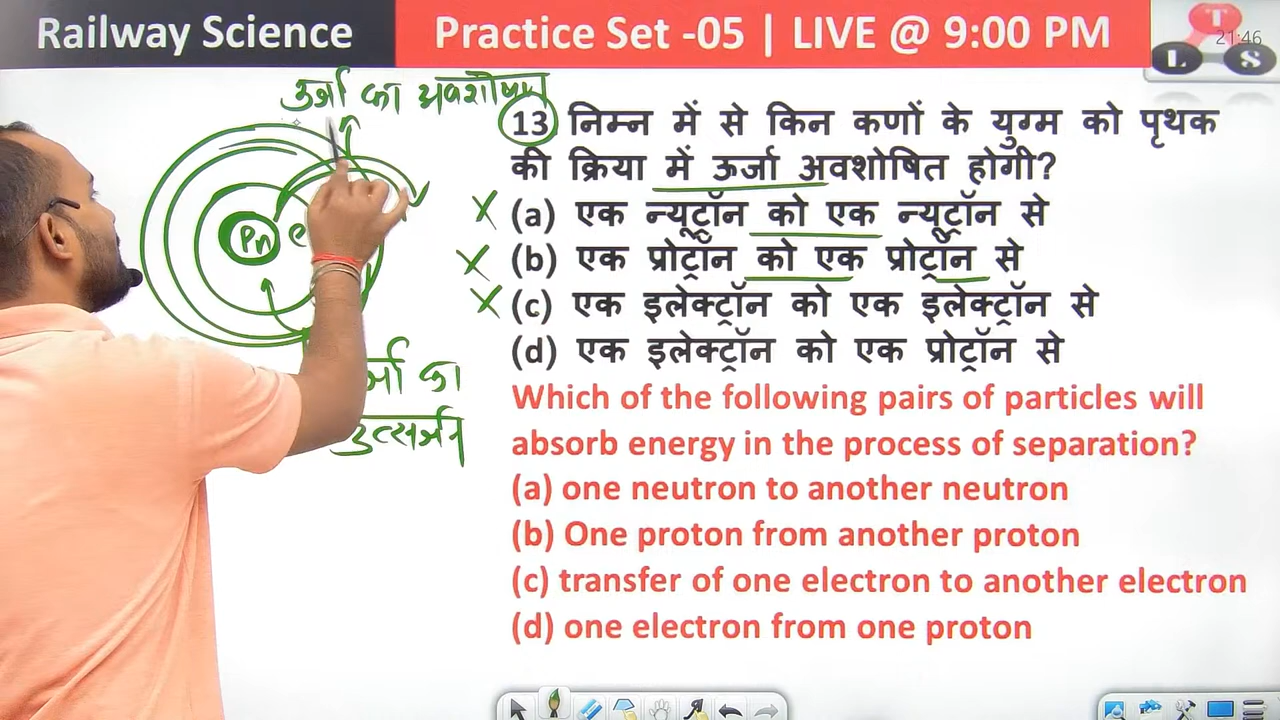 Railway Science
Practice Set -05 | LIVE @ 9:00 PM
T
L S
21:46
ऊर्जा का अवशोषण
13 निम्न में से किन कणों के युग्म को पृथक
की क्रिया में ऊर्जा अवशोषित होगी?
X (a) एक न्यूट्रॉन को एक न्यूट्रॉन से
X (b) एक प्रोट्रॉन को एक प्रोट्रॉन से
X (c) एक इलेक्ट्रॉन को एक इलेक्ट्रॉन से
(d) एक इलेक्ट्रॉन को एक प्रोट्रॉन से
Pn e
का
उत्सर्जन
Which of the following pairs of particles will
absorb energy in the process of separation?
(a) one neutron to another neutron
(b) One proton from another proton
(c) transfer of one electron to another electron
(d) one electron from one proton